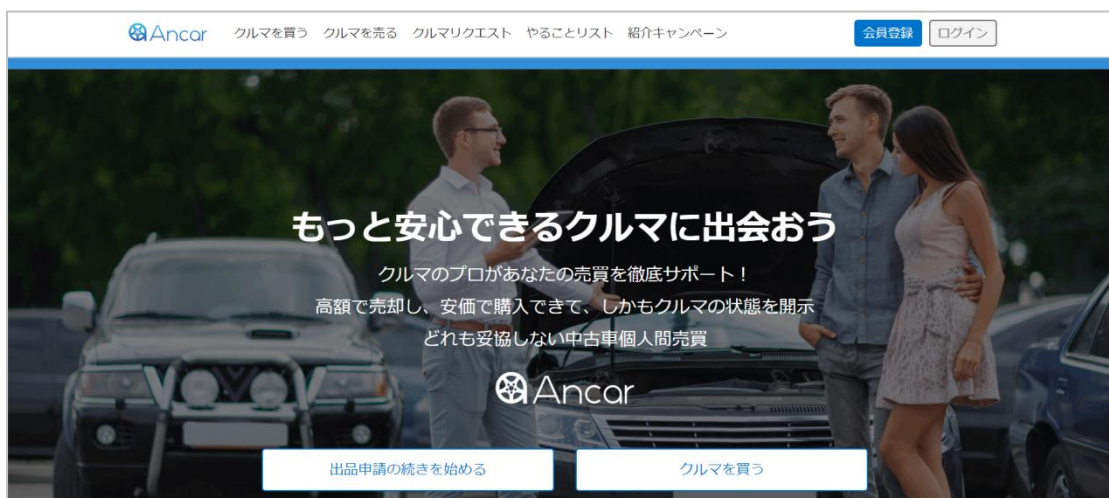 Ancar クルマを買う クルマを売る クルマリクエスト やることリスト 紹介キャンペーン 会員登録 ログイン
もっと安心できるクルマに出会おう
クルマのプロがあなたの売買を徹底サポート！
高額で売却し、安価で購入できて、しかもクルマの状態を開示
どれも妥協しない中古車個人間売買
Ancar
出品申請の続きを始める クルマを買う